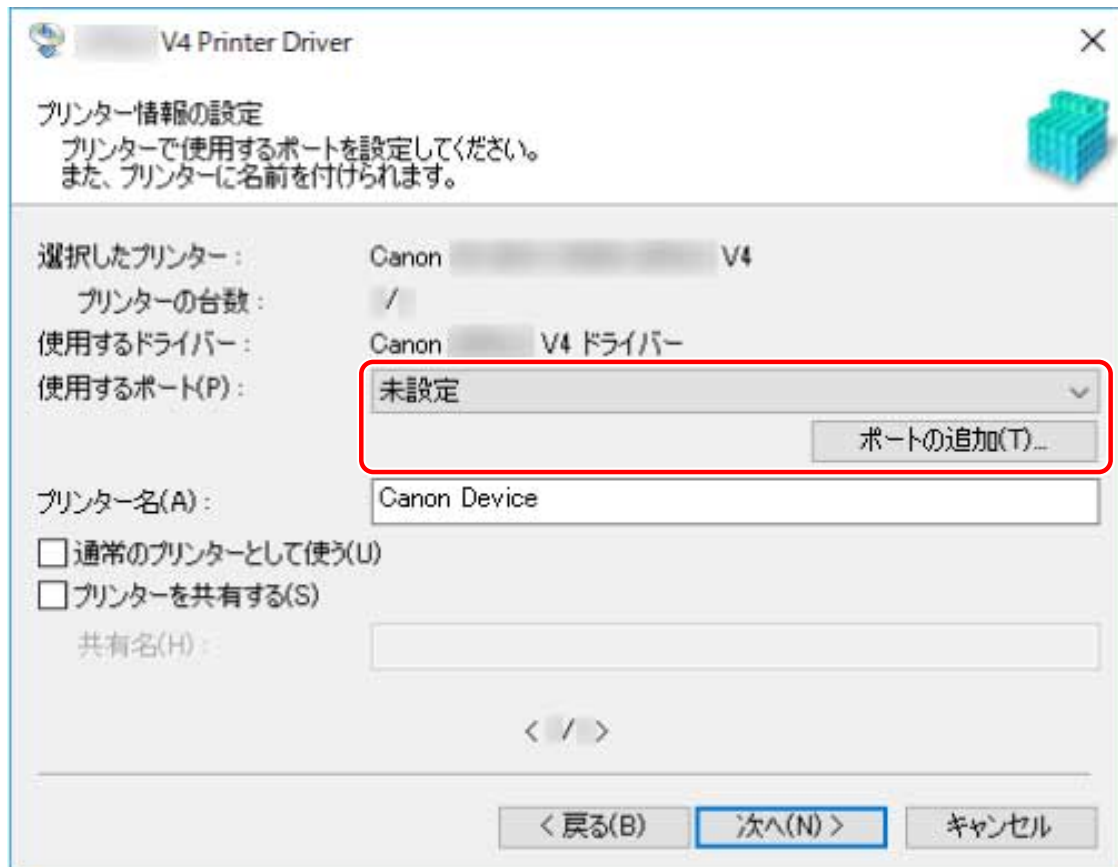 V4 Printer Driver
プリンター情報の設定
プリンターで使用するポートを設定してください。
また、プリンターに名前を付けられます。
選択したプリンター : Canon V4
プリンターの台数 : /
使用するドライバー : Canon V4 ドライバー
使用するポート(P) : 未設定
ポートの追加(T)...
プリンター名(A) : Canon Device
通常のプリンターとして使う(U)
プリンターを共有する(S)
共有名(H) :
< / >
< 戻る(B) 次へ(N) > キャンセル